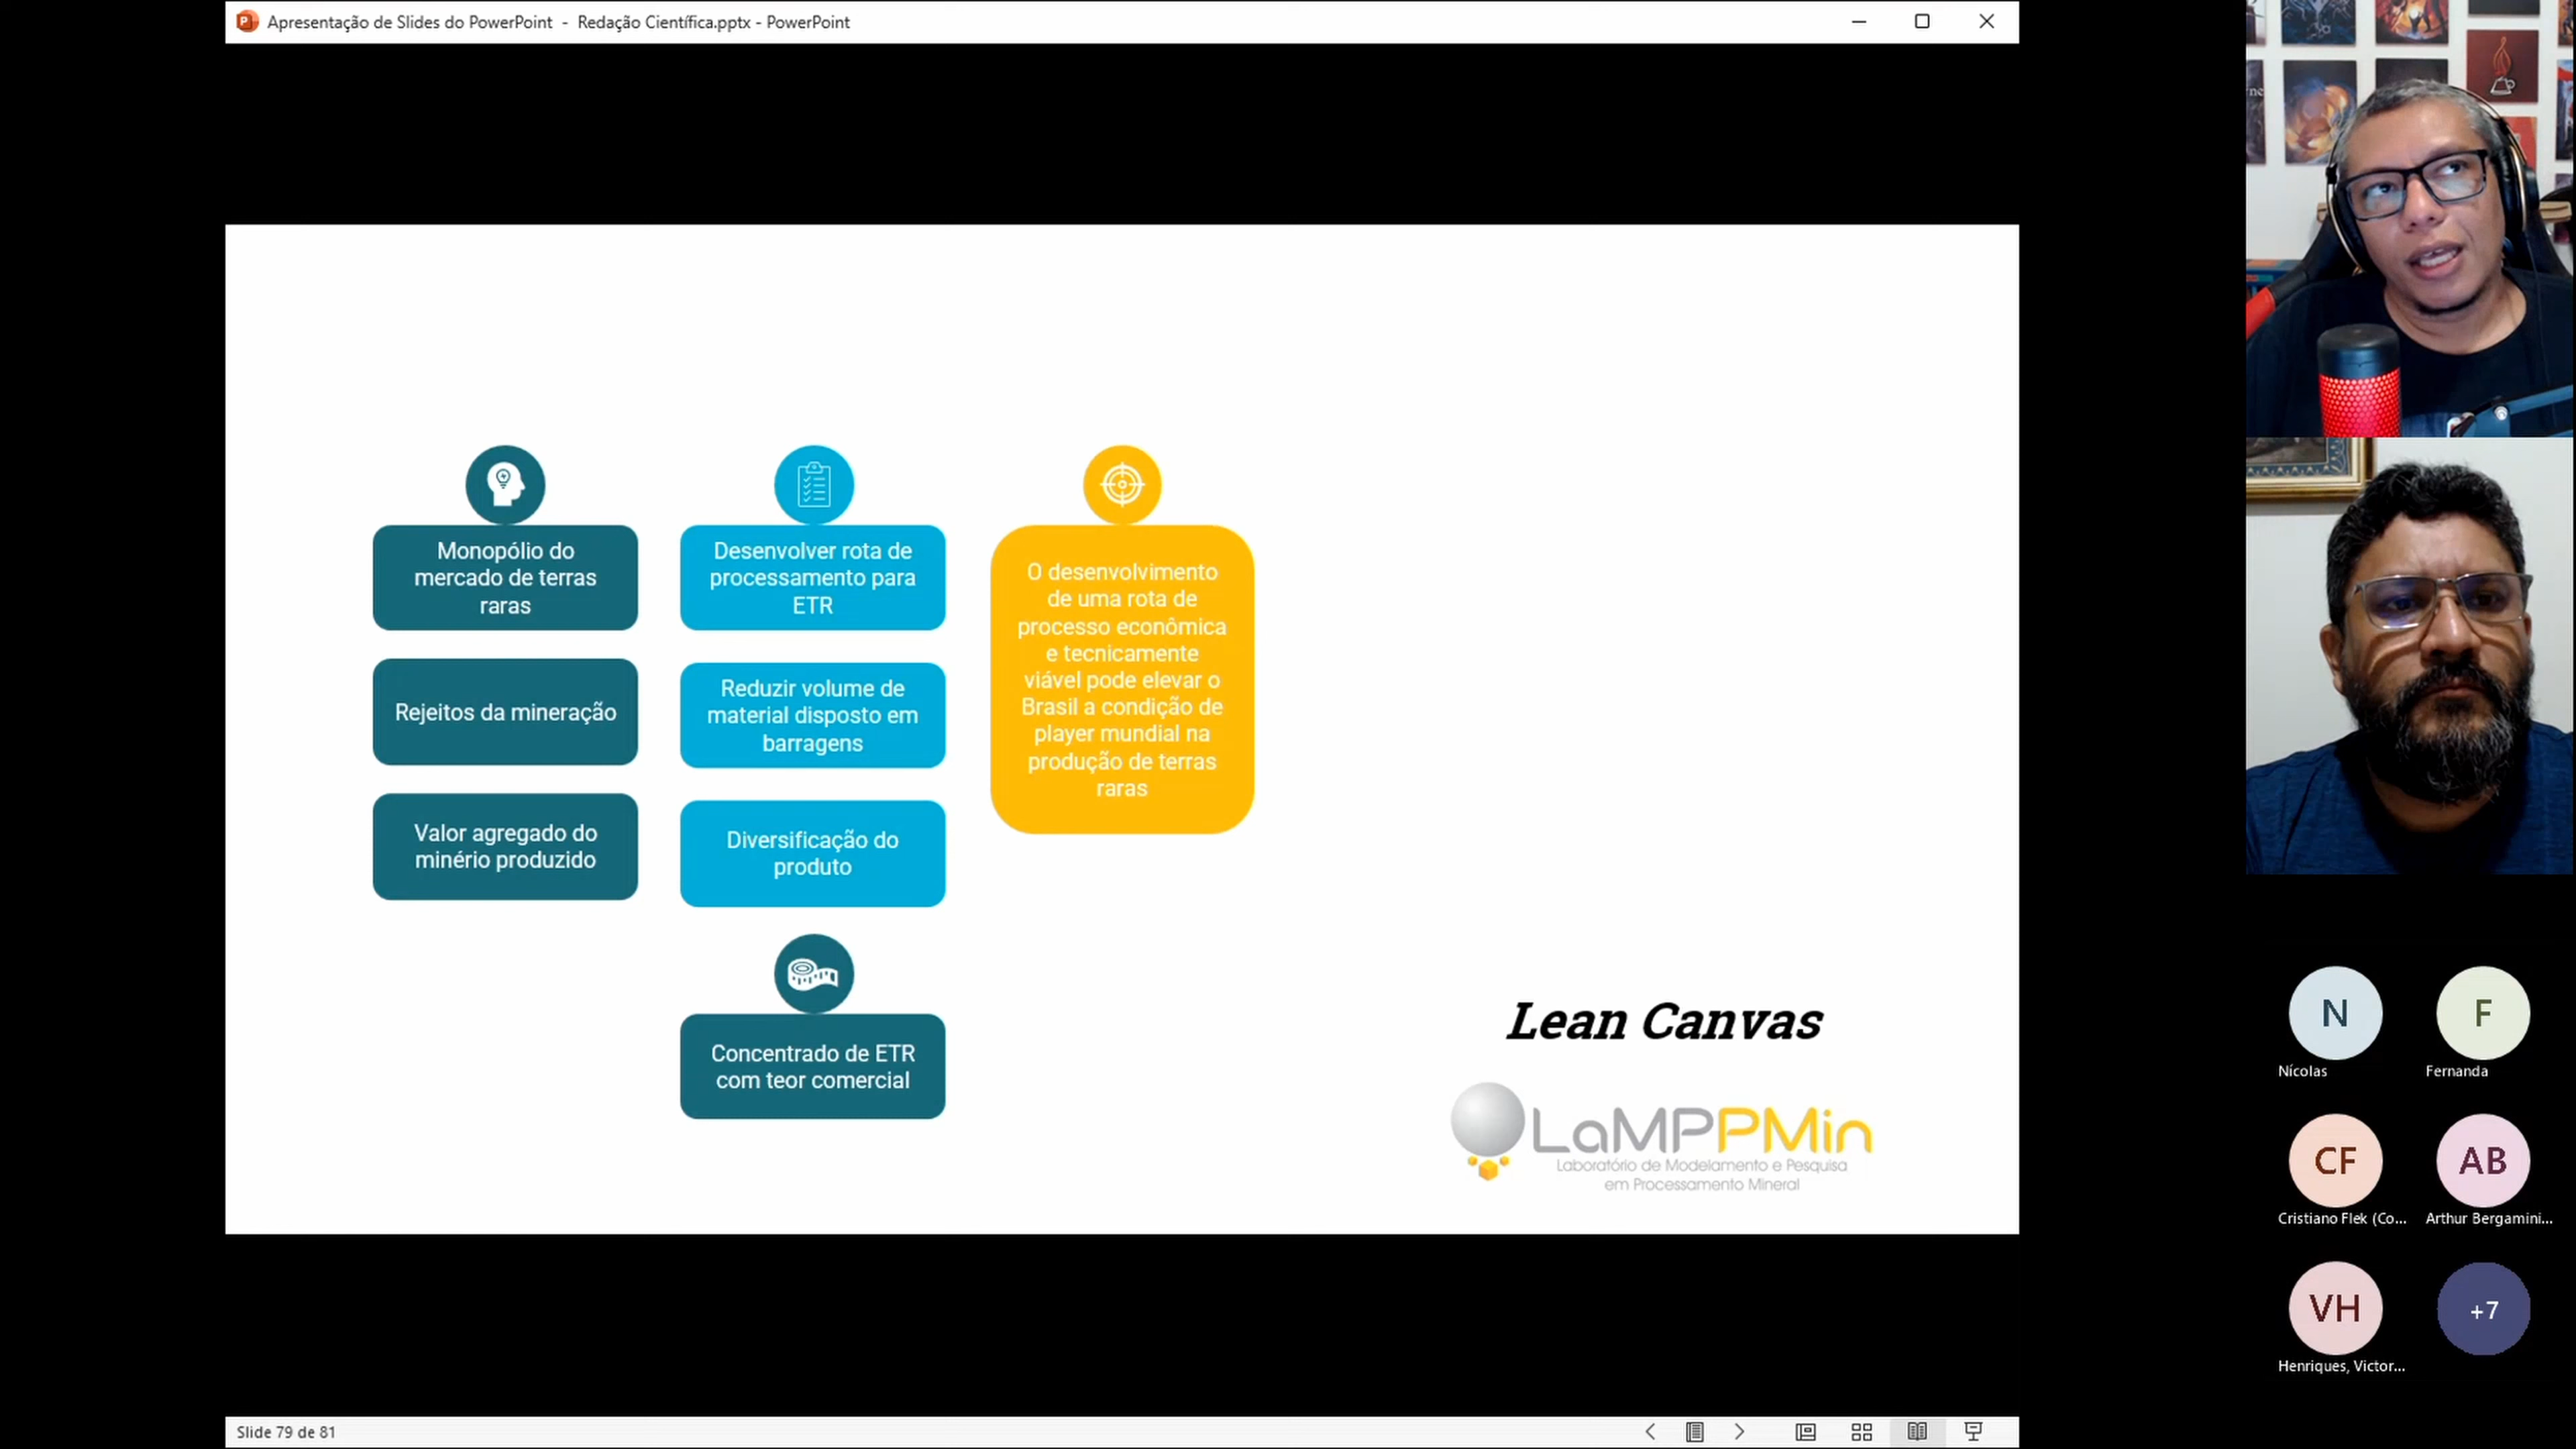 Apresentação de Slides do PowerPoint - Redação Científica.pptx - PowerPoint
Monopólio do
mercado de terras
raras
Rejeitos da mineração
Valor agregado do
minério produzido
Desenvolver rota de
processamento para
ETR
Reduzir volume de
material disposto em
barragens
Diversificação do
produto
Concentrado de ETR
com teor comercial
O desenvolvimento
de uma rota de
processo econômica
e tecnicamente
viável pode elevar o
Brasil a condição de
player mundial na
produção de terras
raras
Lean Canvas
LaMPPMin
Laboratório de Modelamento e Pesquisa
em Processamento Mineral
N
Nícolas
F
Fernanda
CF
Cristiano Flek (Co...
AB
Arthur Bergamini...
VH
Henriques, Victor...
+7
Slide 79 de 81